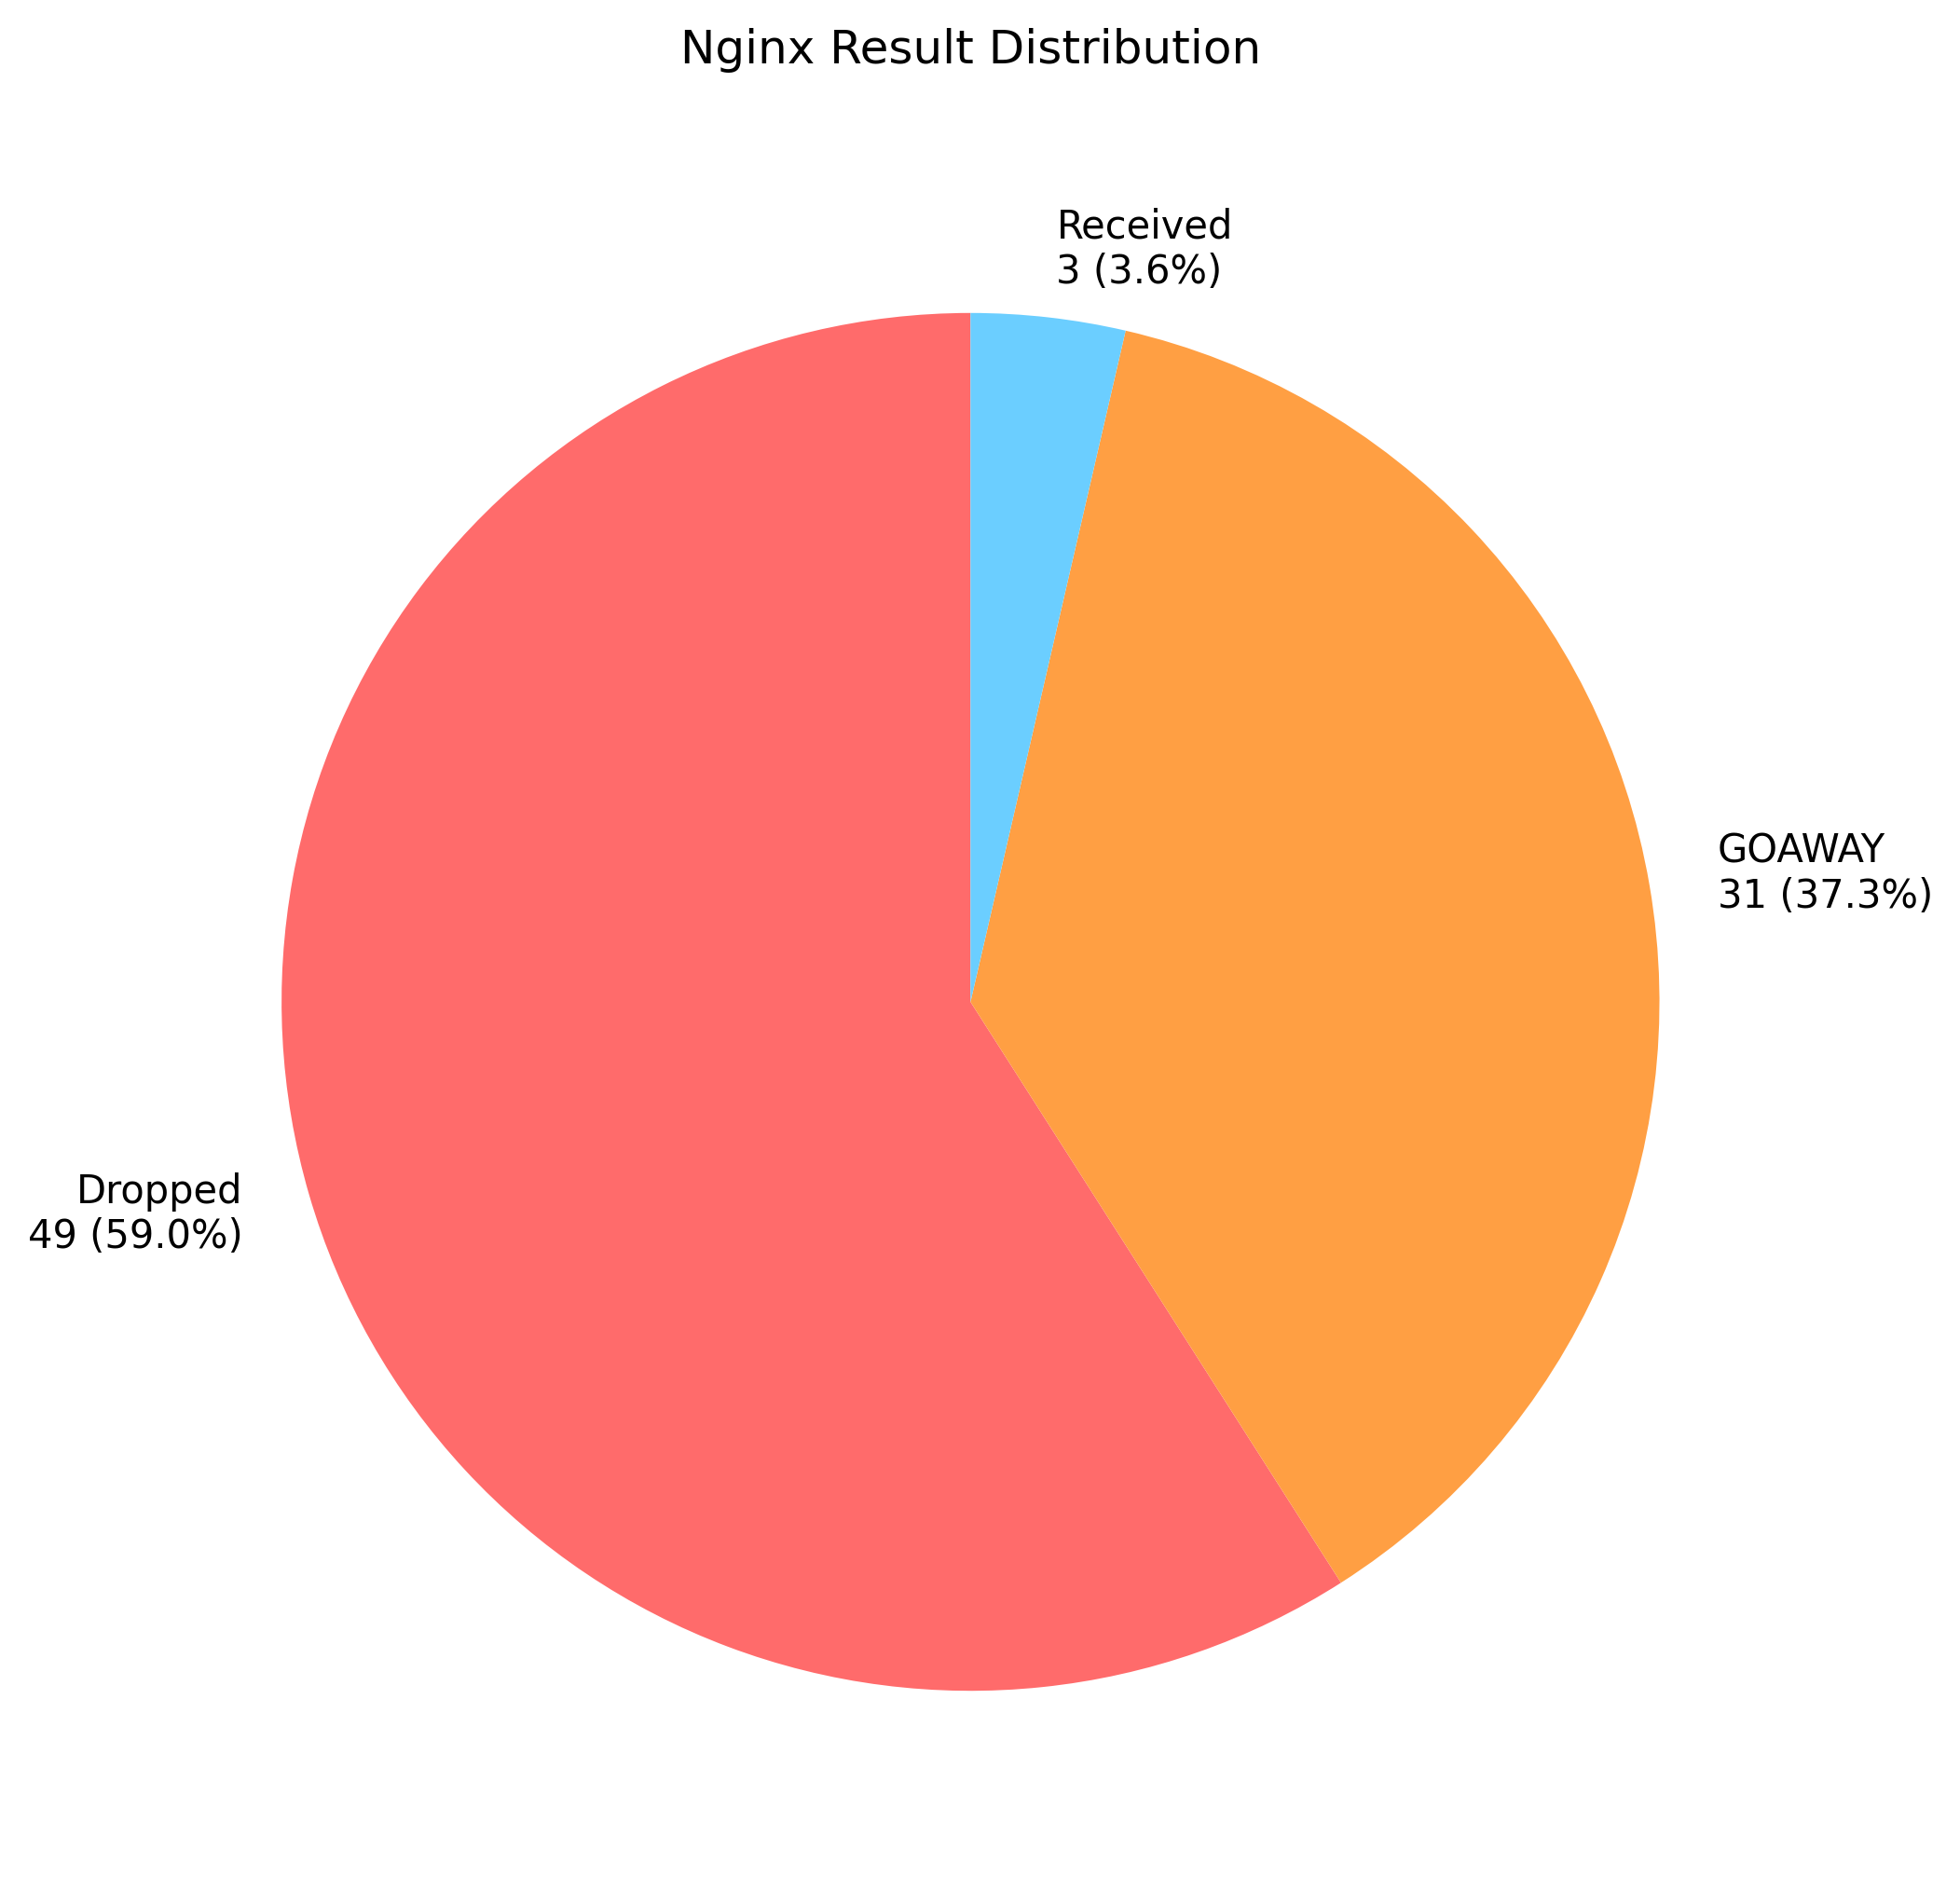 Nginx Result Distribution
Received
3 (3.6%)
GOAWAY
31 (37.3%)
Dropped
49 (59.0%)